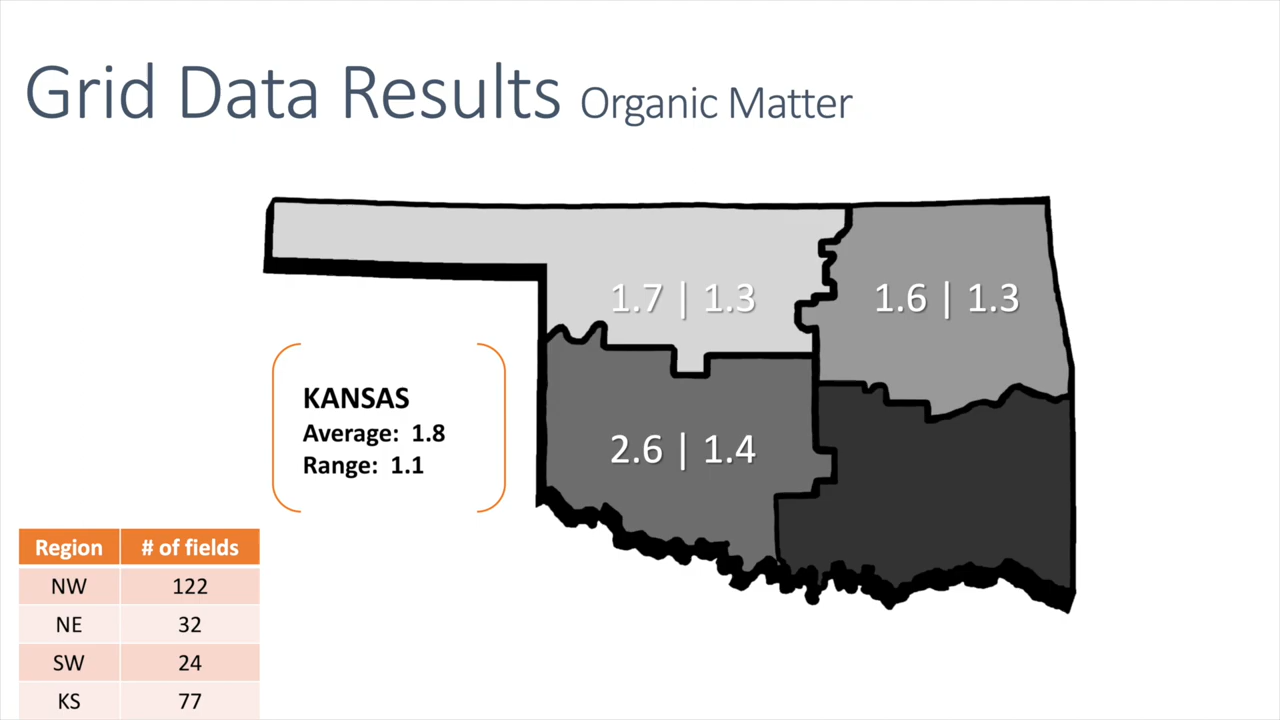 Grid Data Results Organic Matter
1.7 | 1.3
1.6 | 1.3
KANSAS
Average: 1.8
Range: 1.1
2.6 | 1.4
Region # of fields
NW 122
NE 32
SW 24
KS 77